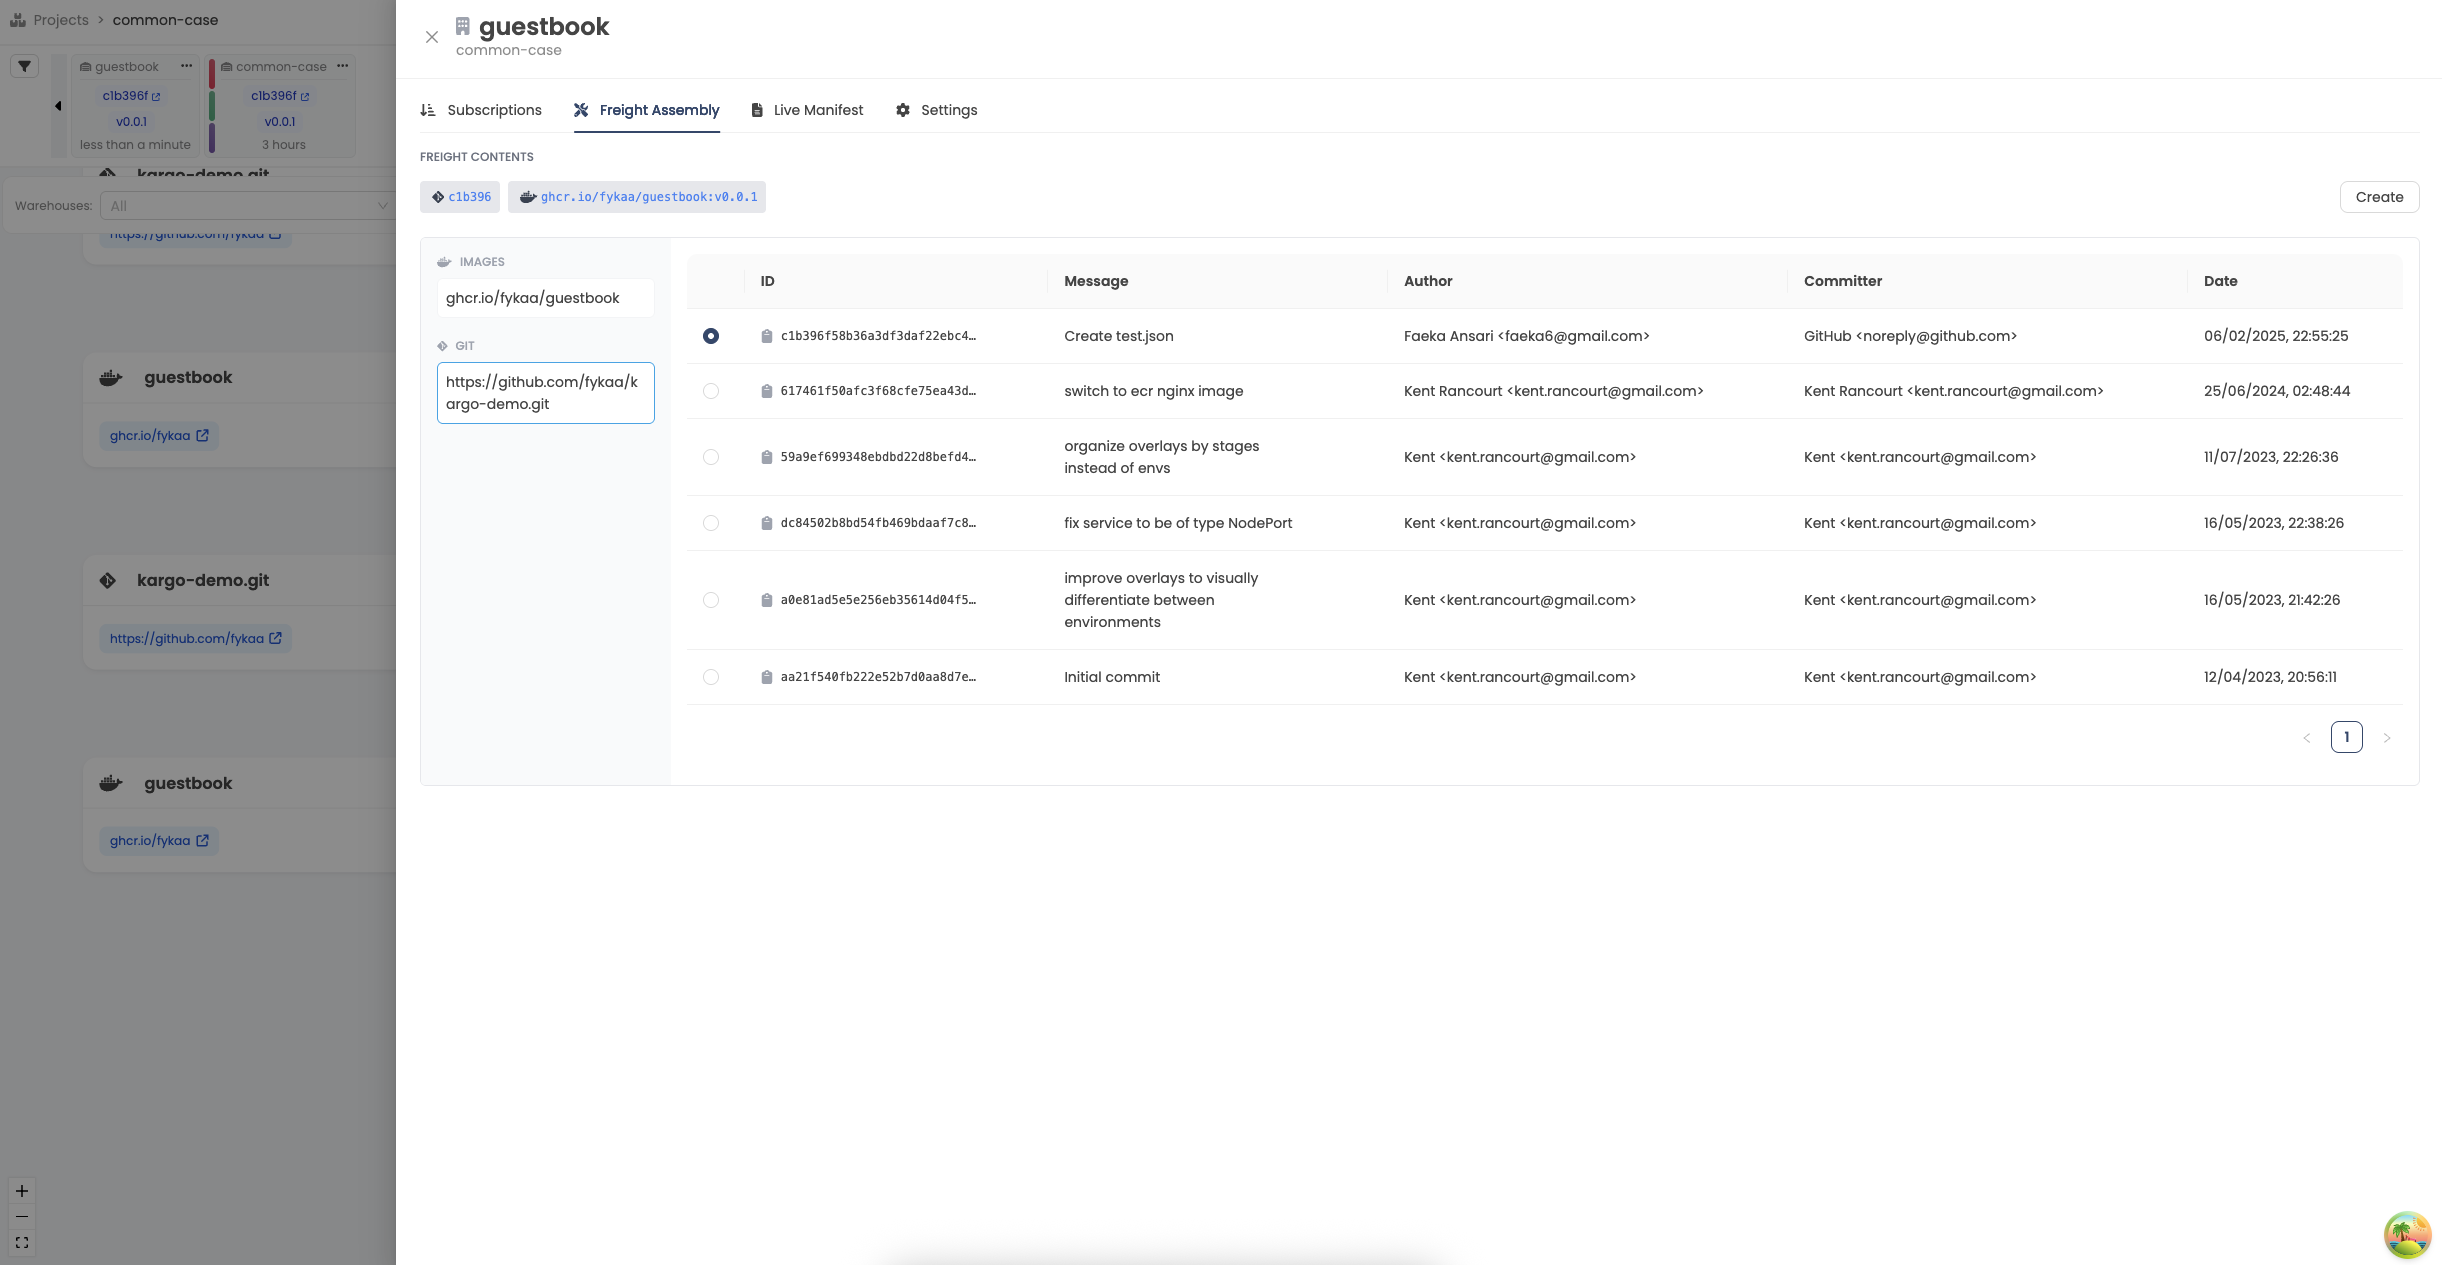 Projects > common-case
guestbook ···
c1b396f
v0.0.1
less than a minute
common-case ···
c1b396f
v0.0.1
3 hours
kargo-demo.git
Warehouses: All
https://github.com/fykaa
guestbook
ghcr.io/fykaa
kargo-demo.git
https://github.com/fykaa
guestbook
ghcr.io/fykaa
guestbook
common-case
Subscriptions Freight Assembly Live Manifest Settings
FREIGHT CONTENTS
c1b396 ghcr.io/fykaa/guestbook:v0.0.1 Create
IMAGES
ghcr.io/fykaa/guestbook
GIT
https://github.com/fykaa/k
argo-demo.git
ID Message Author Committer Date
c1b396f58b36a3df3daf22ebc4… Create test.json Faeka Ansari <faeka6@gmail.com> GitHub <noreply@github.com> 06/02/2025, 22:55:25
617461f50afc3f68cfe75ea43d… switch to ecr nginx image Kent Rancourt <kent.rancourt@gmail.com> Kent Rancourt <kent.rancourt@gmail.com> 25/06/2024, 02:48:44
59a9ef699348ebdbd22d8befd4… organize overlays by stages
instead of envs Kent <kent.rancourt@gmail.com> Kent <kent.rancourt@gmail.com> 11/07/2023, 22:26:36
dc84502b8bd54fb469bdaaf7c8… fix service to be of type NodePort Kent <kent.rancourt@gmail.com> Kent <kent.rancourt@gmail.com> 16/05/2023, 22:38:26
a0e81ad5e5e256eb35614d04f5… improve overlays to visually
differentiate between
environments Kent <kent.rancourt@gmail.com> Kent <kent.rancourt@gmail.com> 16/05/2023, 21:42:26
aa21f540fb222e52b7d0aa8d7e… Initial commit Kent <kent.rancourt@gmail.com> Kent <kent.rancourt@gmail.com> 12/04/2023, 20:56:11
< 1 >